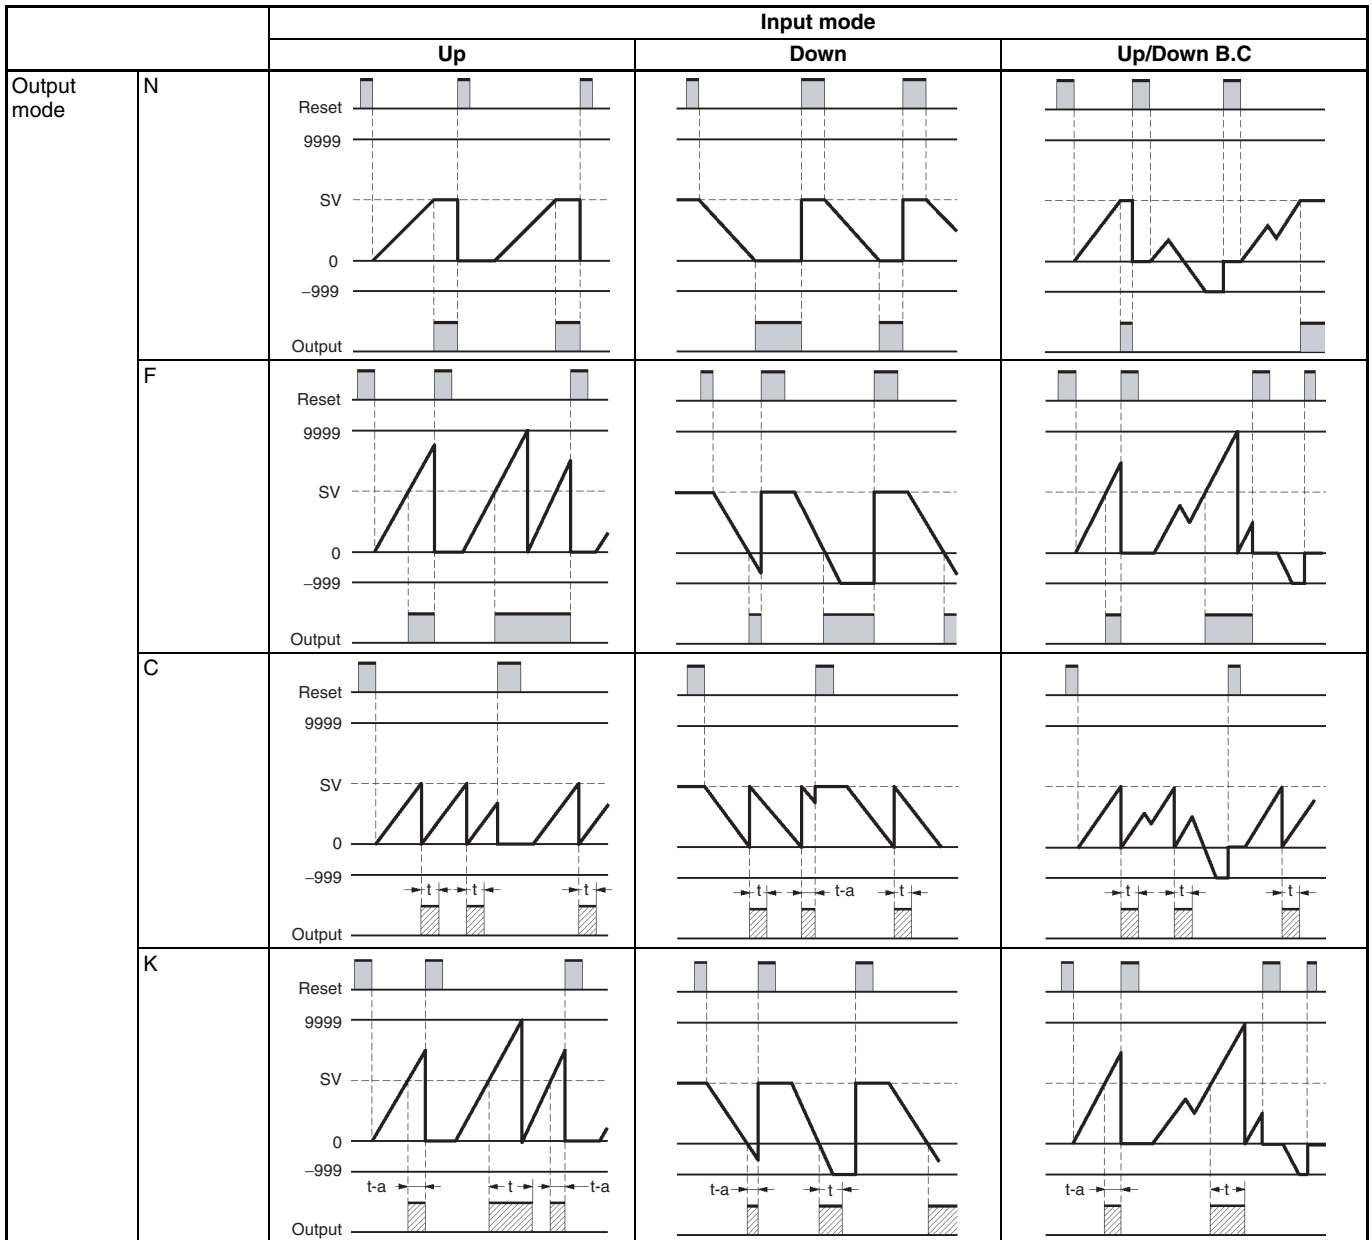 Input mode
Up Down Up/Down B.C
Output mode
N
Reset
9999
SV
0
−999
Output
F
Reset
9999
SV
0
−999
Output
C
Reset
9999
SV
0
−999
t t t
t t-a t
t t t
Output
K
Reset
9999
SV
0
−999
t-a t t-a
t-a t
t-a t
Output